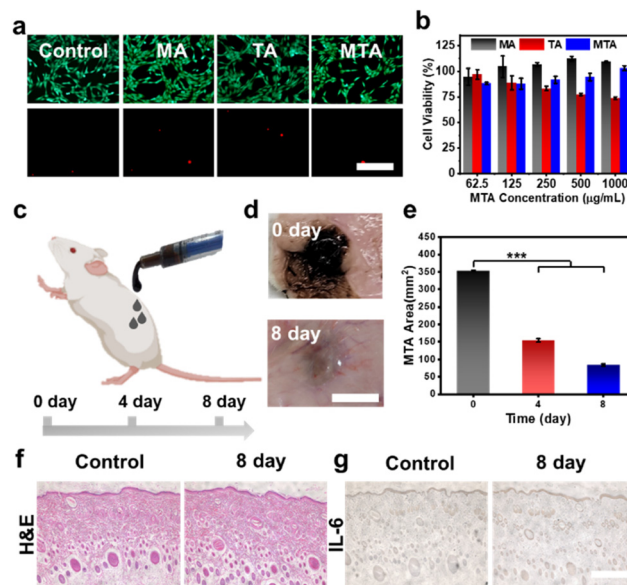 a
Control MA TA MTA
b
MA TA MTA
Cell Viability (%)
125
100
75
50
25
0
62.5 125 250 500 1000
MTA Concentration (μg/mL)
c
0 day 4 day 8 day
d
0 day
8 day
e
***
MTA Area(mm²)
450
400
350
300
250
200
150
100
50
0
0 4 8
Time (day)
f
Control 8 day
H&E
g
Control 8 day
IL-6